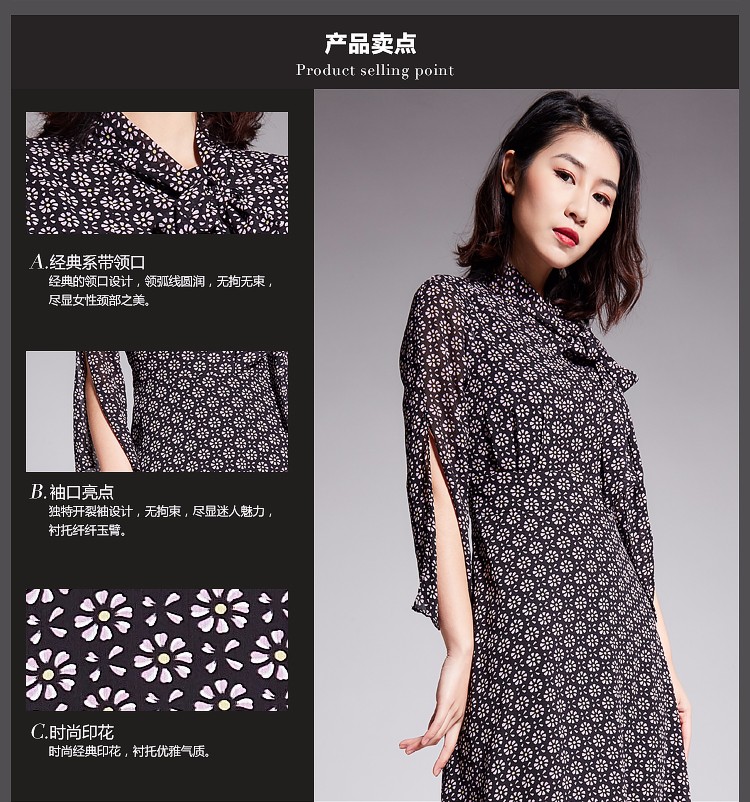 产品卖点
Product selling point
A.经典系带领口
经典的领口设计，领弧线圆润，无拘无束，
尽显女性颈部之美。
B.袖口亮点
独特开裂袖设计，无拘束，尽显迷人魅力，
衬托纤纤玉臂。
C.时尚印花
时尚经典印花，衬托优雅气质。